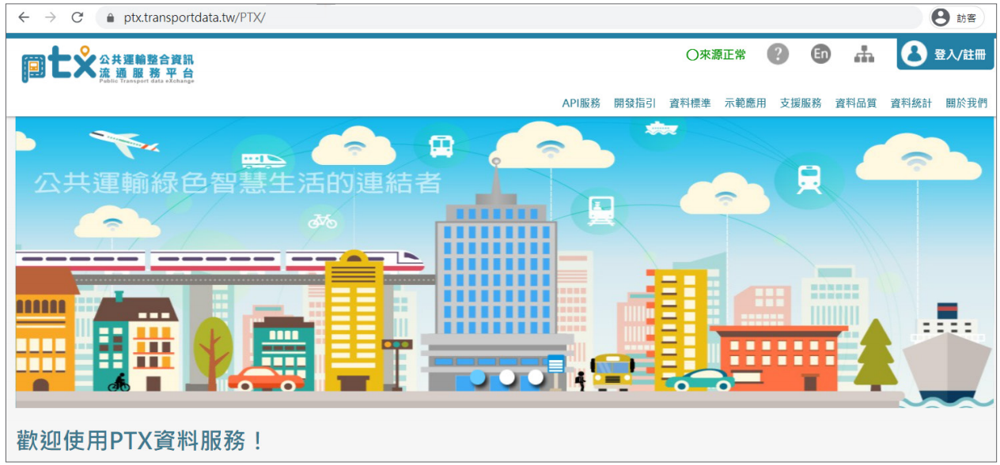 ptx.transportdata.tw/PTX/
訪客
ptx
公共運輸整合資訊
流通服務平台
Public Transport data eXchange
○來源正常
?
En
登入/註冊
API服務 開發指引 資料標準 示範應用 支援服務 資料品質 資料統計 關於我們
公共運輸綠色智慧生活的連結者
歡迎使用PTX資料服務！